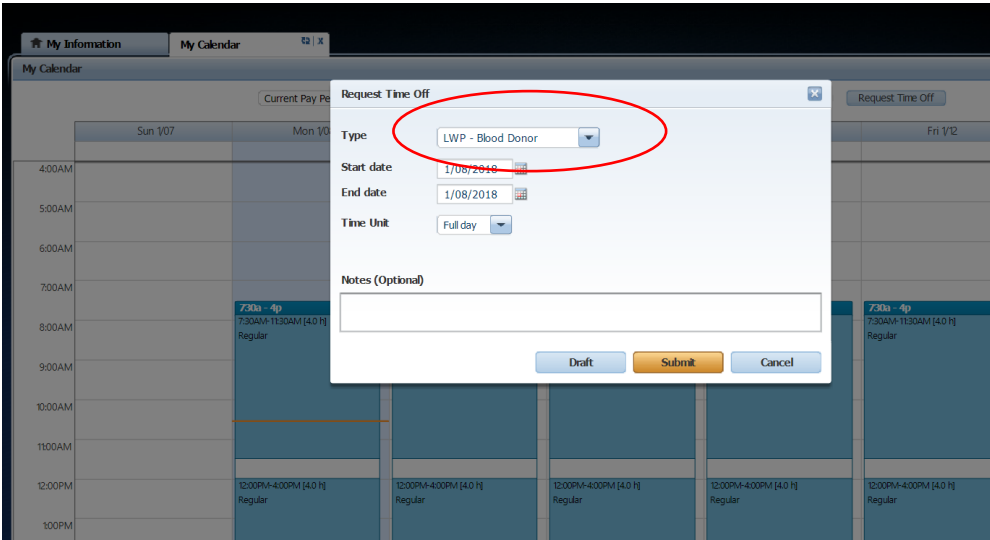 My Information
My Calendar
x
My Calendar
Current Pay Pe
Request Time Off
Sun 1/07
Mon 1/0
Fri 1/12
Request Time Off
Type
LWP - Blood Donor
Start date
1/08/2018
End date
1/08/2018
Time Unit
Full day
Notes (Optional)
Draft
Submit
Cancel
4:00AM
5:00AM
6:00AM
7:00AM
8:00AM
9:00AM
10:00AM
11:00AM
12:00PM
1:00PM
730a - 4p
7:30AM-11:30AM [4.0 h]
Regular
730a - 4p
7:30AM-11:30AM [4.0 h]
Regular
12:00PM-4:00PM [4.0 h]
Regular
12:00PM-4:00PM [4.0 h]
Regular
12:00PM-4:00PM [4.0 h]
Regular
12:00PM-4:00PM [4.0 h]
Regular
12:00PM-4:00PM [4.0 h]
Regular